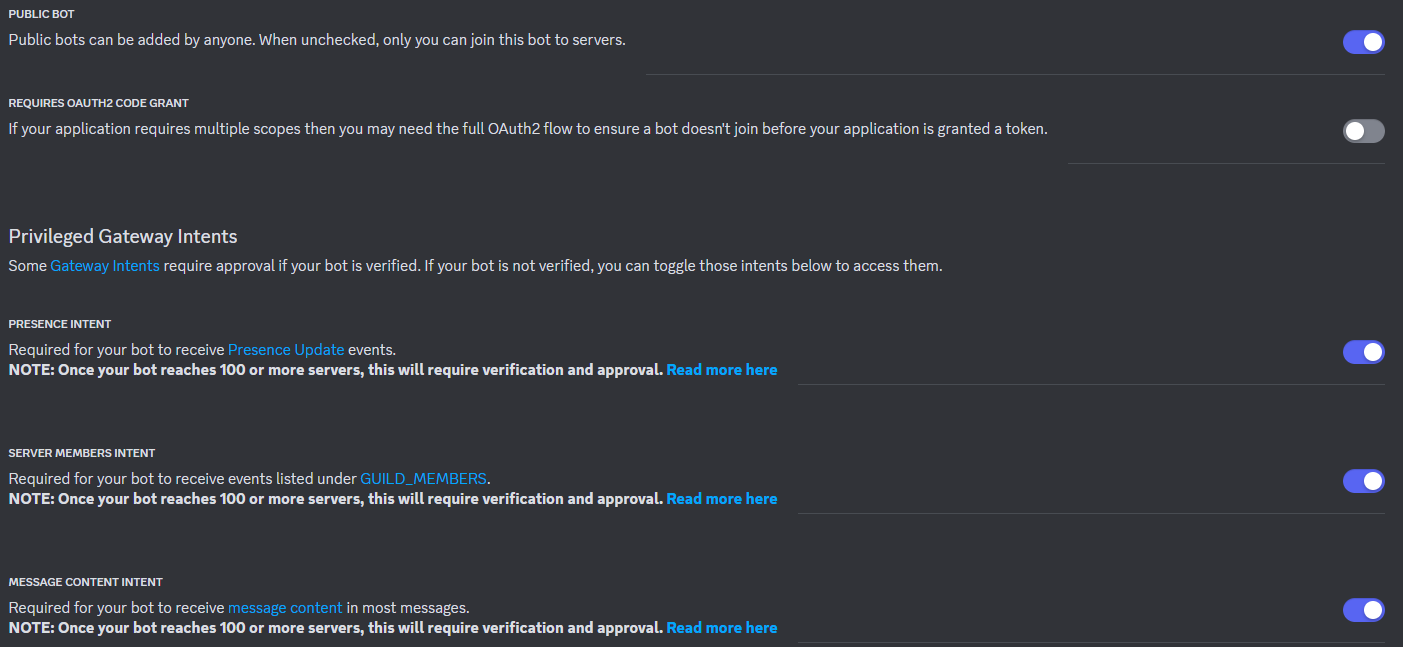 PUBLIC BOT
Public bots can be added by anyone. When unchecked, only you can join this bot to servers.
REQUIRES OAUTH2 CODE GRANT
If your application requires multiple scopes then you may need the full OAuth2 flow to ensure a bot doesn't join before your application is granted a token.
Privileged Gateway Intents
Some Gateway Intents require approval if your bot is verified. If your bot is not verified, you can toggle those intents below to access them.
PRESENCE INTENT
Required for your bot to receive Presence Update events.
NOTE: Once your bot reaches 100 or more servers, this will require verification and approval. Read more here
SERVER MEMBERS INTENT
Required for your bot to receive events listed under GUILD_MEMBERS.
NOTE: Once your bot reaches 100 or more servers, this will require verification and approval. Read more here
MESSAGE CONTENT INTENT
Required for your bot to receive message content in most messages.
NOTE: Once your bot reaches 100 or more servers, this will require verification and approval. Read more here